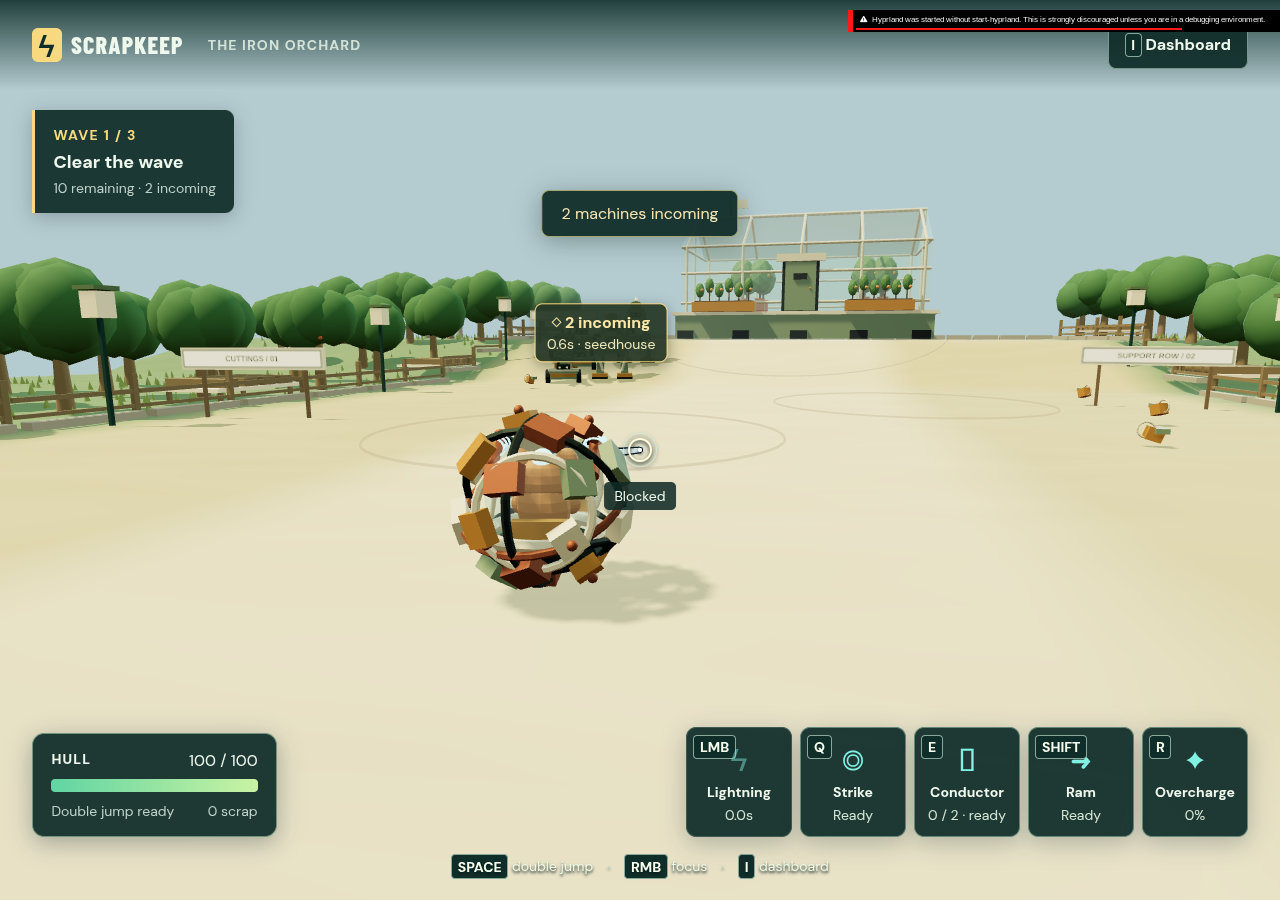 Hyprland was started without start-hyprland. This is strongly discouraged unless you are in a debugging environment.
SCRAPKEEP THE IRON ORCHARD
I Dashboard
WAVE 1 / 3
Clear the wave
10 remaining · 2 incoming
2 machines incoming
◇ 2 incoming
0.6s · seedhouse
CUTTINGS / 01
SUPPORT ROW / 02
Blocked
HULL 100 / 100
Double jump ready 0 scrap
LMB
Lightning
0.0s
Q
Strike
Ready
E
Conductor
0 / 2 · ready
SHIFT
Ram
Ready
R
Overcharge
0%
SPACE double jump · RMB focus · I dashboard